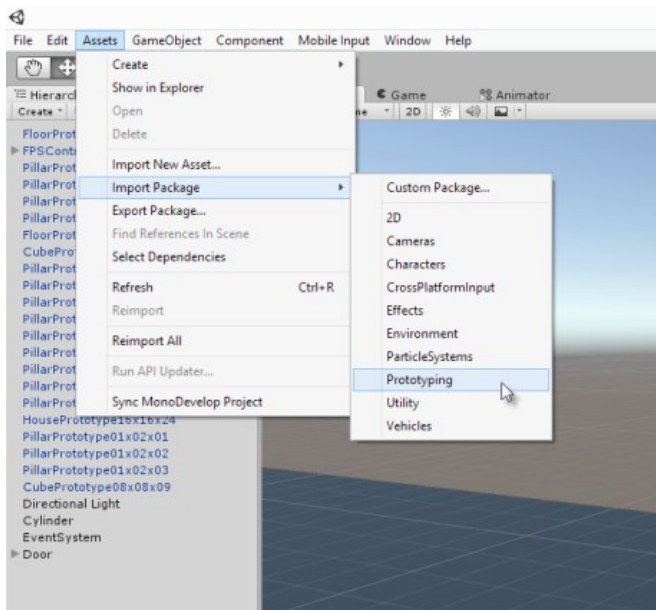 File Edit Assets GameObject Component Mobile Input Window Help
Create
Show in Explorer
Open
Delete
Import New Asset...
Import Package
Export Package...
Find References In Scene
Select Dependencies
Refresh Ctrl+R
Reimport
Reimport All
Run API Updater...
Sync MonoDevelop Project
Custom Package...
2D
Cameras
Characters
CrossPlatformInput
Effects
Environment
ParticleSystems
Prototyping
Utility
Vehicles
Game Animator
2D
Hierarc
Create
FloorProt
FPSContr
PillarProt
PillarProt
PillarProt
PillarProt
FloorProt
CubePro
PillarProt
PillarProt
PillarProt
PillarProt
PillarProt
PillarProt
PillarProt
PillarProt
PillarProt
HousePrototype16x16x24
PillarPrototype01x02x01
PillarPrototype01x02x02
PillarPrototype01x02x03
CubePrototype08x08x09
Directional Light
Cylinder
EventSystem
Door